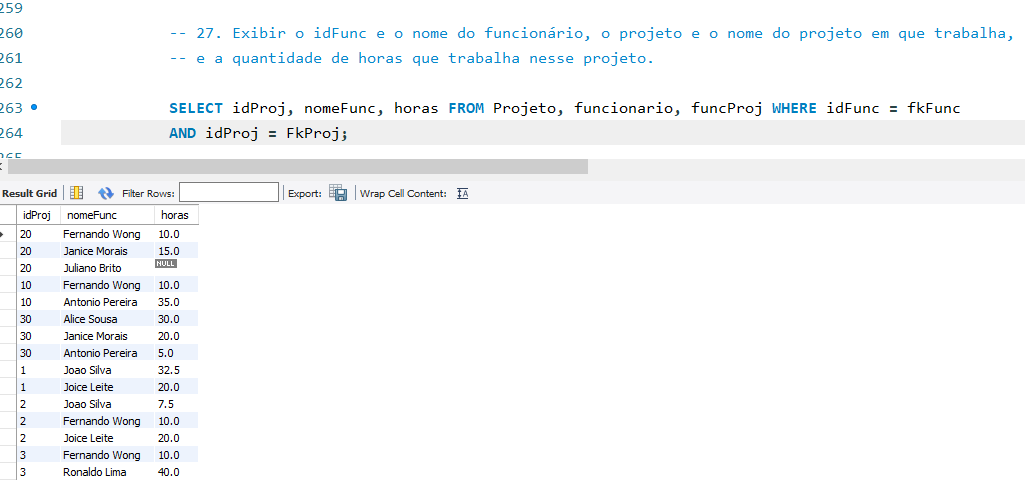 259
260 -- 27. Exibir o idFunc e o nome do funcionário, o projeto e o nome do projeto em que trabalha,
261 -- e a quantidade de horas que trabalha nesse projeto.
262
263 SELECT idProj, nomeFunc, horas FROM Projeto, funcionario, funcProj WHERE idFunc = fkFunc
264 AND idProj = FkProj;
265
Result Grid Filter Rows: Export: Wrap Cell Content: IA
idProj nomeFunc horas
20 Fernando Wong 10.0
20 Janice Morais 15.0
20 Juliano Brito NULL
10 Fernando Wong 10.0
10 Antonio Pereira 35.0
30 Alice Sousa 30.0
30 Janice Morais 20.0
30 Antonio Pereira 5.0
1 Joao Silva 32.5
1 Joice Leite 20.0
2 Joao Silva 7.5
2 Fernando Wong 10.0
2 Joice Leite 20.0
3 Fernando Wong 10.0
3 Ronaldo Lima 40.0